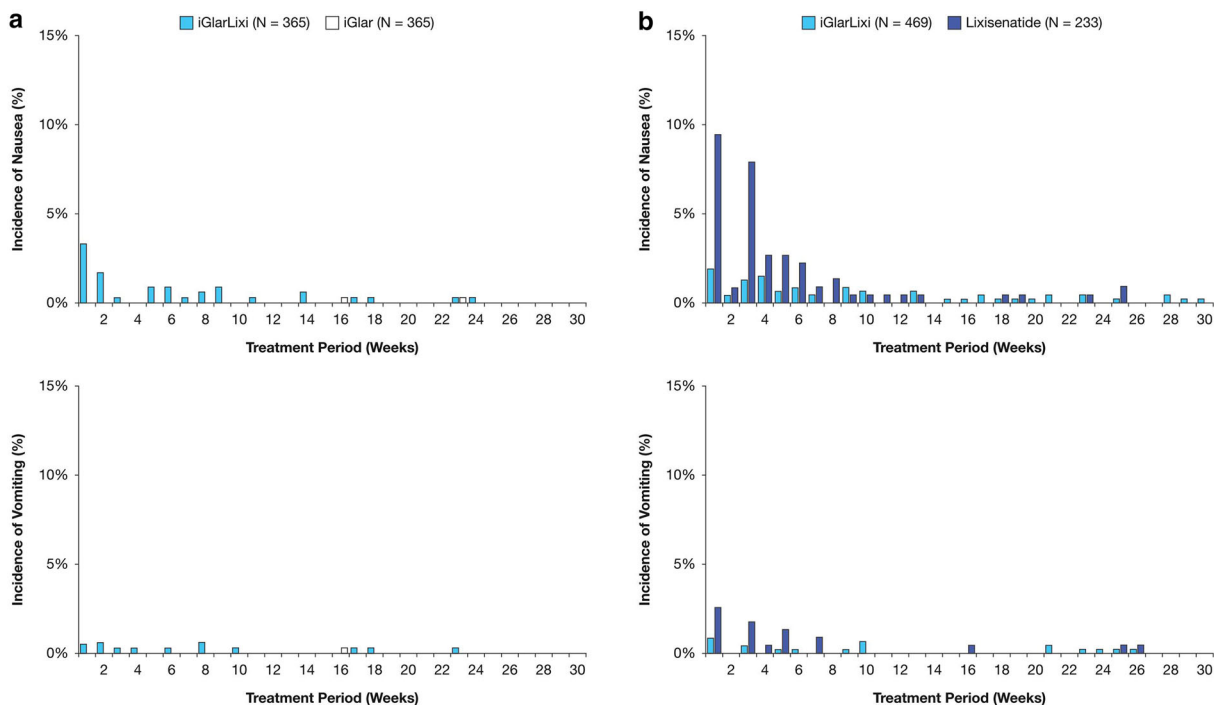 a
iGlarLixi (N = 365) iGlar (N = 365)
15%
10%
5%
0%
Incidence of Nausea (%)
2 4 6 8 10 12 14 16 18 20 22 24 26 28 30
Treatment Period (Weeks)
b
iGlarLixi (N = 469) Lixisenatide (N = 233)
15%
10%
5%
0%
Incidence of Nausea (%)
2 4 6 8 10 12 14 16 18 20 22 24 26 28 30
Treatment Period (Weeks)
15%
10%
5%
0%
Incidence of Vomiting (%)
2 4 6 8 10 12 14 16 18 20 22 24 26 28 30
Treatment Period (Weeks)
15%
10%
5%
0%
Incidence of Vomiting (%)
2 4 6 8 10 12 14 16 18 20 22 24 26 28 30
Treatment Period (Weeks)